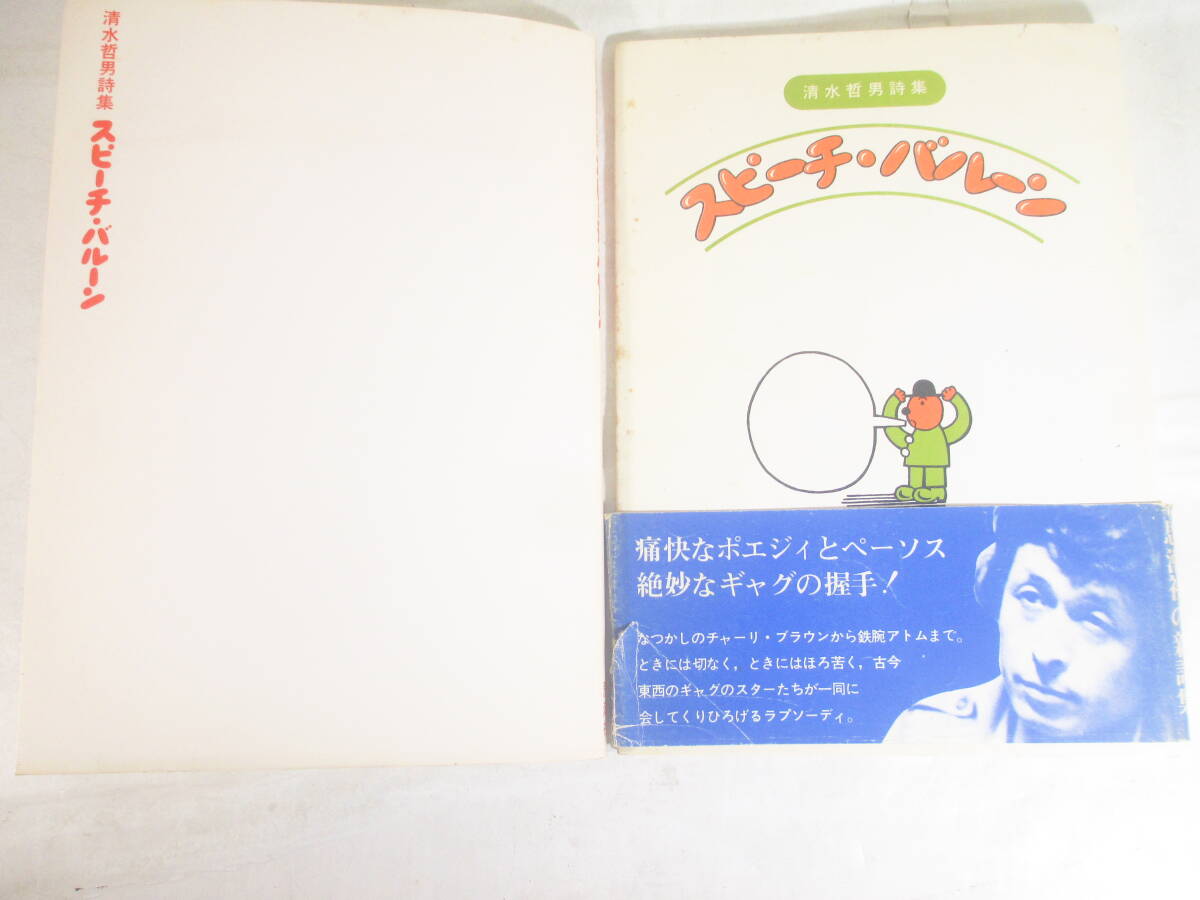 清水哲男詩集 スピーチ・バルーン
清水哲男詩集
スピーチ・バルーン
痛快なポエジィとペーソス
絶妙なギャグの握手!
なつかしのチャーリ・ブラウンから鉄腕アトムまで。
ときには切なく,ときにはほろ苦く,古今
東西のギャグのスターたちが一同に
会してくりひろげるラプソーディ。